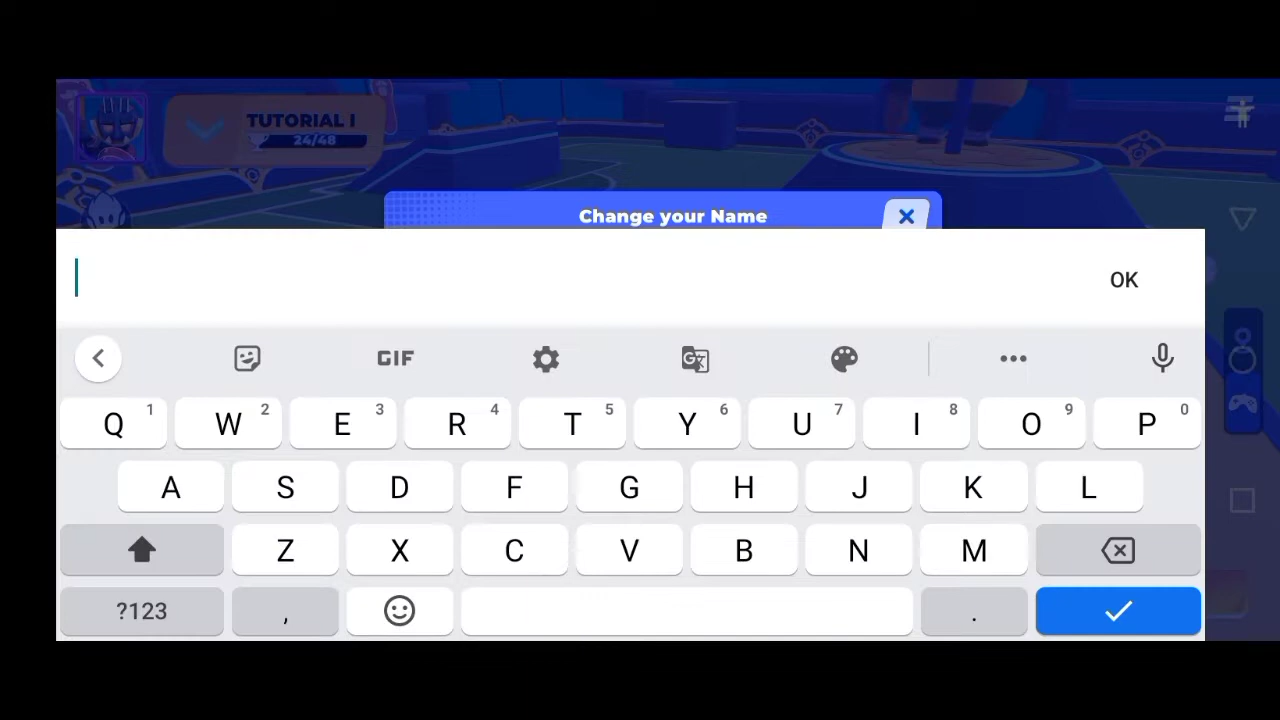 TUTORIAL I
24/48
Change your Name
OK
GIF
Q 1 W 2 E 3 R 4 T 5 Y 6 U 7 I 8 O 9 P 0
A S D F G H J K L
Z X C V B N M
?123 , .